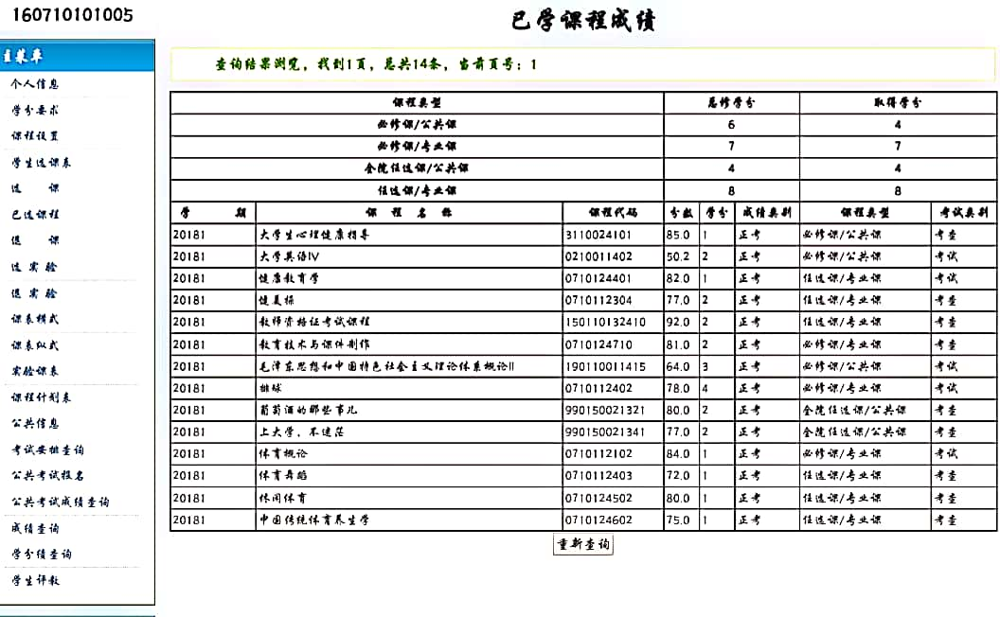 160710101005
已学课程成绩
主菜单
个人信息
学分要求
课程设置
学生选课表
选 课
已选课程
退 课
选 实 验
退 实 验
课表横式
课表纵式
实验课表
课程计划表
公共信息
考试安排查询
公共考试报名
公共考试成绩查询
成绩查询
学分绩查询
学生评教
查询结果浏览，找到1页，总共14条，当前页号：1
课程类型 总修学分 取得学分
必修课/公共课 6 4
必修课/专业课 7 7
全院任选课/公共课 4 4
任选课/专业课 8 8
学 期 课 程 名 称 课程代码 分数 学分 成绩类别 课程类型 考试类别
20181 大学生心理健康指导 3110024101 85.0 1 正考 必修课/公共课 考查
20181 大学英语IV 0210011402 50.2 2 正考 必修课/公共课 考试
20181 健康教育学 0710124401 82.0 1 正考 任选课/专业课 考试
20181 健美操 0710112304 77.0 2 正考 任选课/专业课 考查
20181 教师资格证考试课程 150110132410 92.0 2 正考 任选课/专业课 考查
20181 教育技术与课件制作 0710124710 81.0 2 正考 必修课/专业课 考查
20181 毛泽东思想和中国特色社会主义理论体系概论II 190110011415 64.0 3 正考 必修课/公共课 考试
20181 排球 0710112402 78.0 4 正考 必修课/专业课 考试
20181 葡萄酒的那些事儿 990150021321 80.0 2 正考 全院任选课/公共课 考查
20181 上大学，不迷茫 990150021341 77.0 2 正考 全院任选课/公共课 考查
20181 体育概论 0710112102 84.0 1 正考 必修课/专业课 考试
20181 体育舞蹈 0710112403 72.0 1 正考 任选课/专业课 考查
20181 休闲体育 0710124502 80.0 1 正考 任选课/专业课 考查
20181 中国传统体育养生学 0710124602 75.0 1 正考 任选课/专业课 考查
重新查询